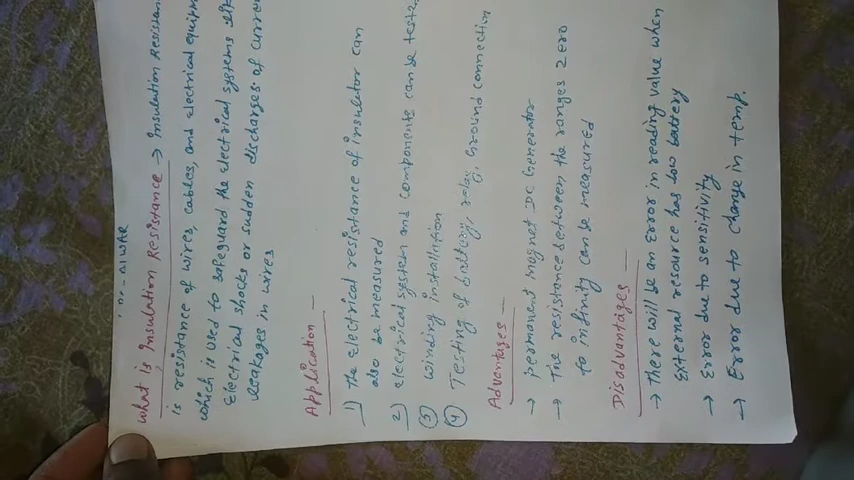 what is Insulation Resistance → Insulation Resistan
is resistance of wires, cables, and electrical equipm
which is used to safeguard the electrical systems
Electrical shocks or sudden discharges of curren
leakages in wires
Application —
1) the electrical resistance of insulator can
also be measured
2) electrical system and components can be teste
③ winding installation
④ Testing of battery, relay, Ground connection
Advantages —
→ permanent magnet DC Generator
→ The resistance between the ranges zero
to infinity can be measured
Disadvantages —
→ There will be an Error in reading value when
External resource has low battery
→ Error due to sensitivity
→ Error due to change in temp.